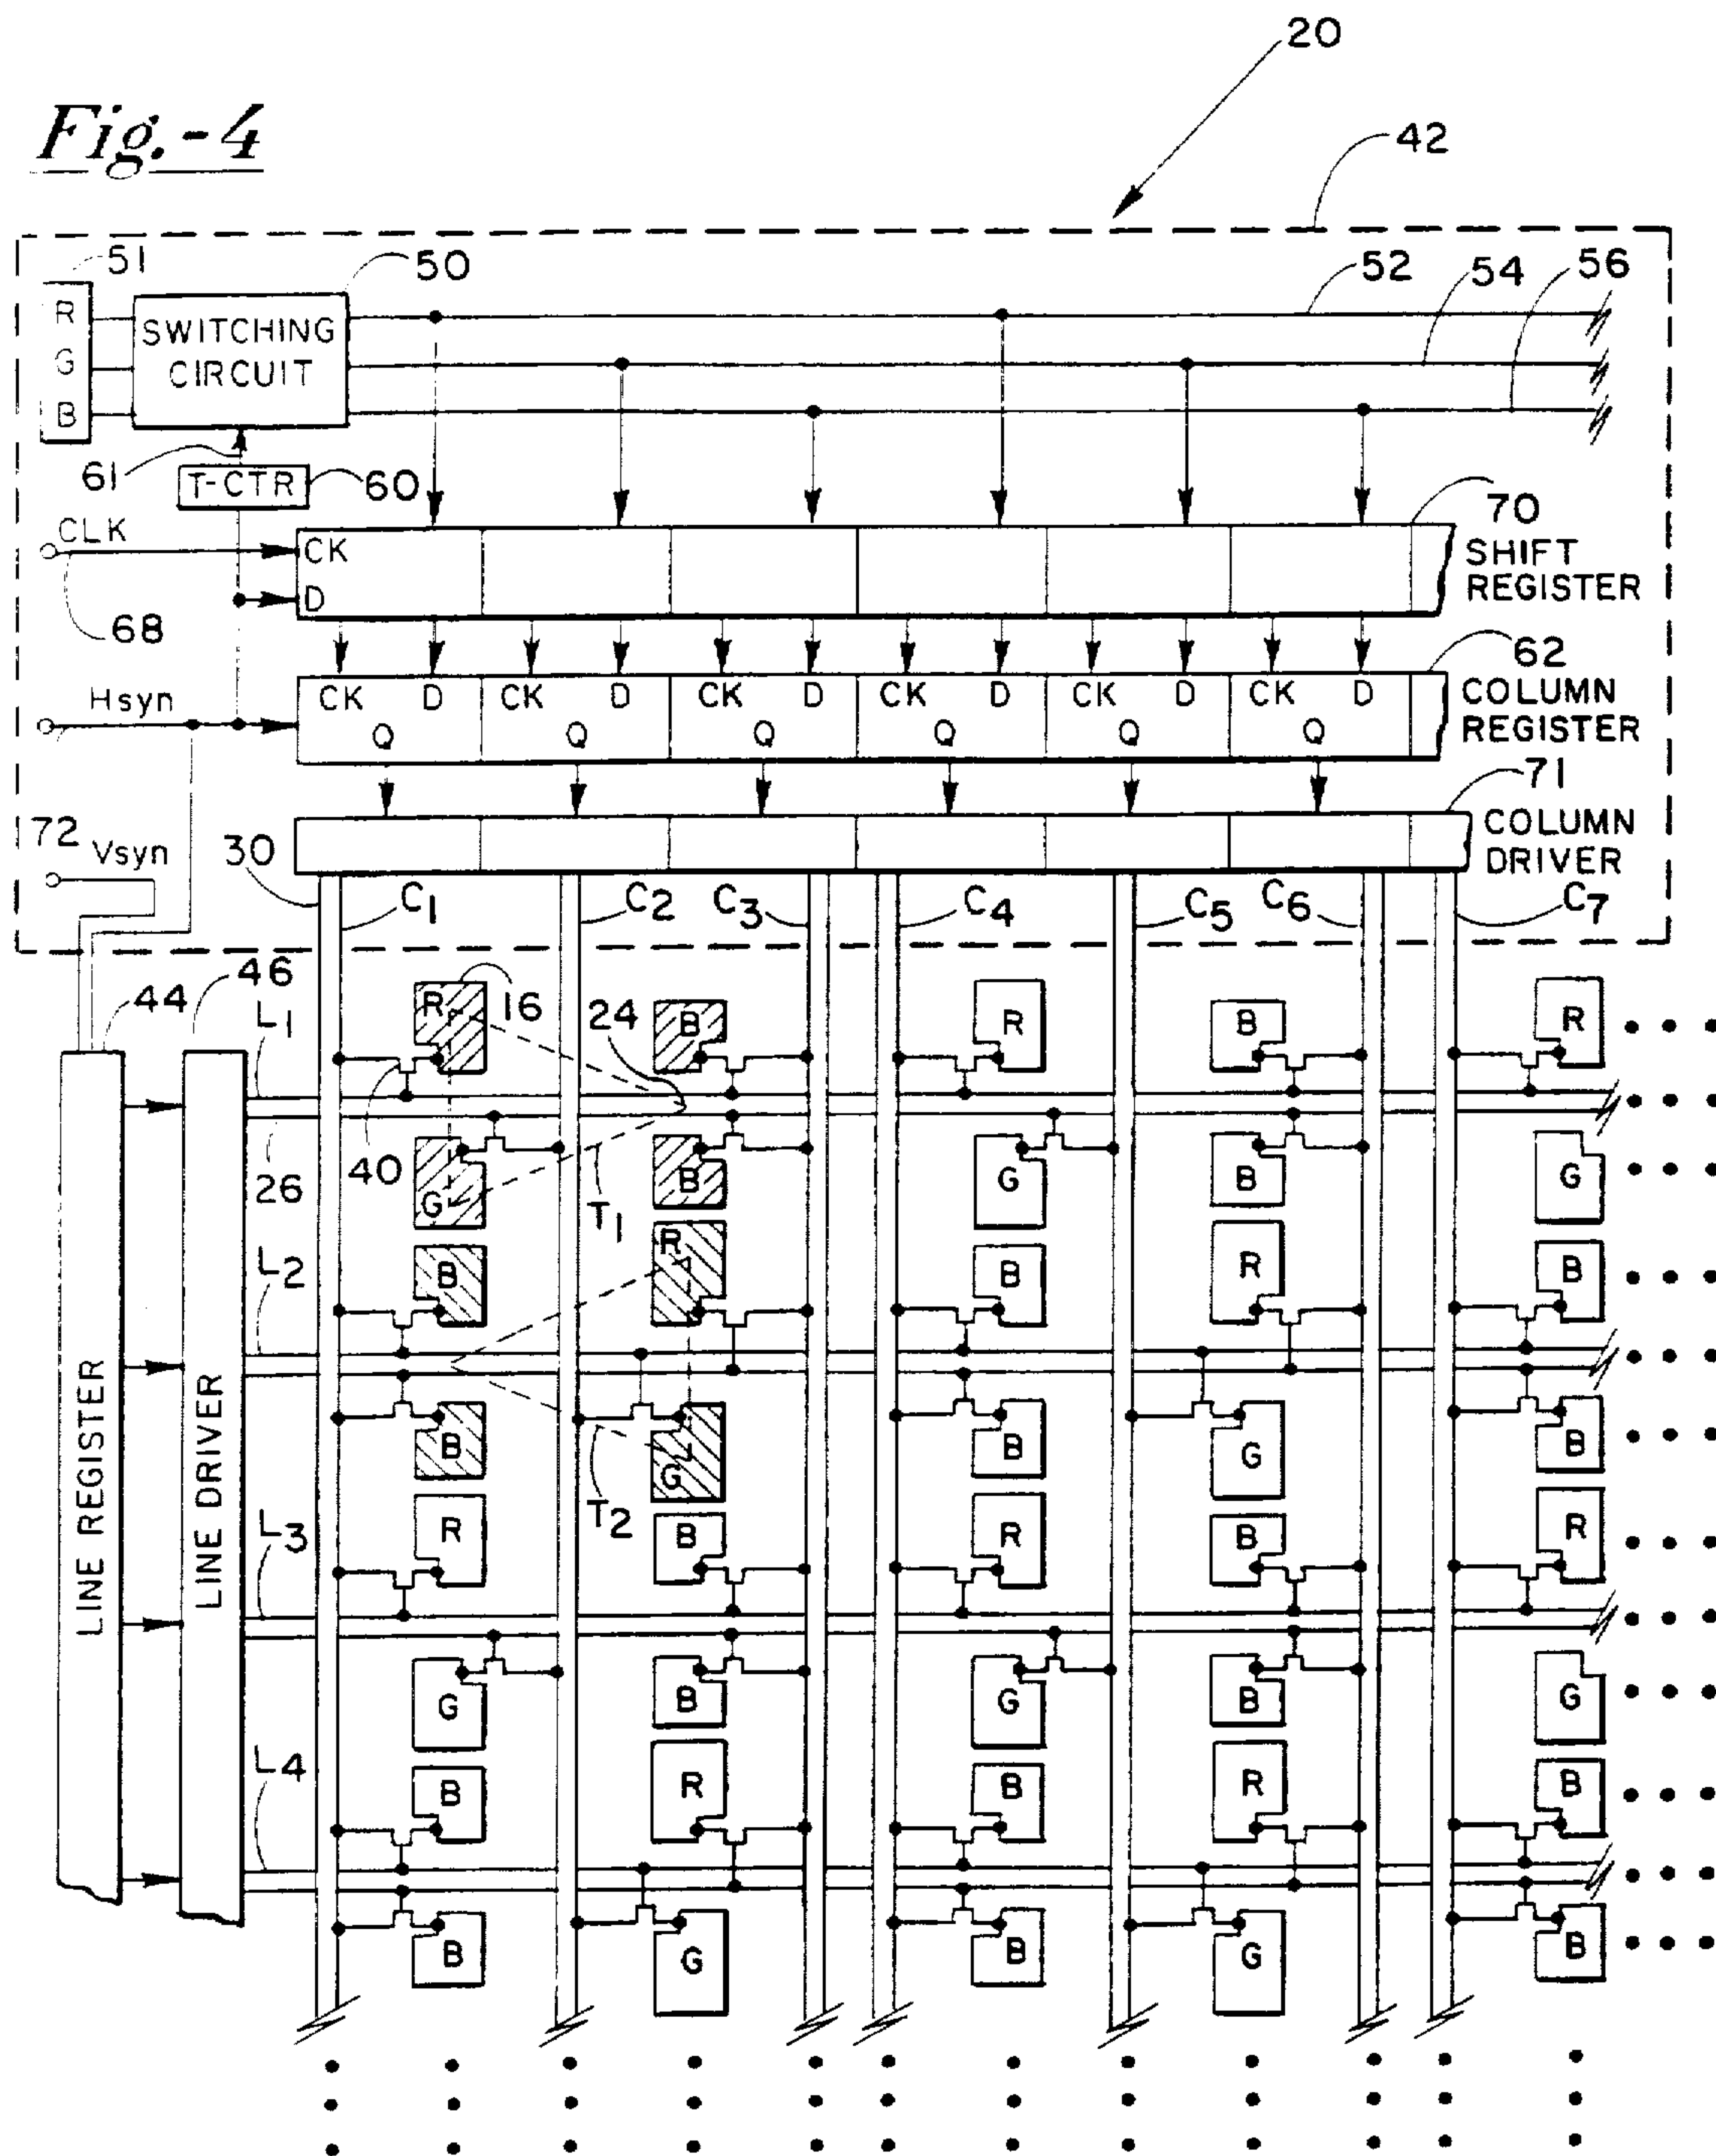 20
Fig.-4
42
51
50
52
54
56
R
SWITCHING
G
CIRCUIT
B
61
T-CTR
60
CLK
CK
70
SHIFT
REGISTER
D
68
62
Hsyn
CK D CK D CK D CK D CK D CK D
COLUMN
REGISTER
Q Q Q Q Q Q
71
72
Vsyn
30
COLUMN
DRIVER
C1 C2 C3 C4 C5 C6 C7
44
46
L1
R
16
24
B R B R
26
40
G B G B G
T1
L2
B R B R B
B G B G B
T2
LINE REGISTER
LINE DRIVER
L3
R B R B R
G B G B G
L4
B R B R B
B G B G B